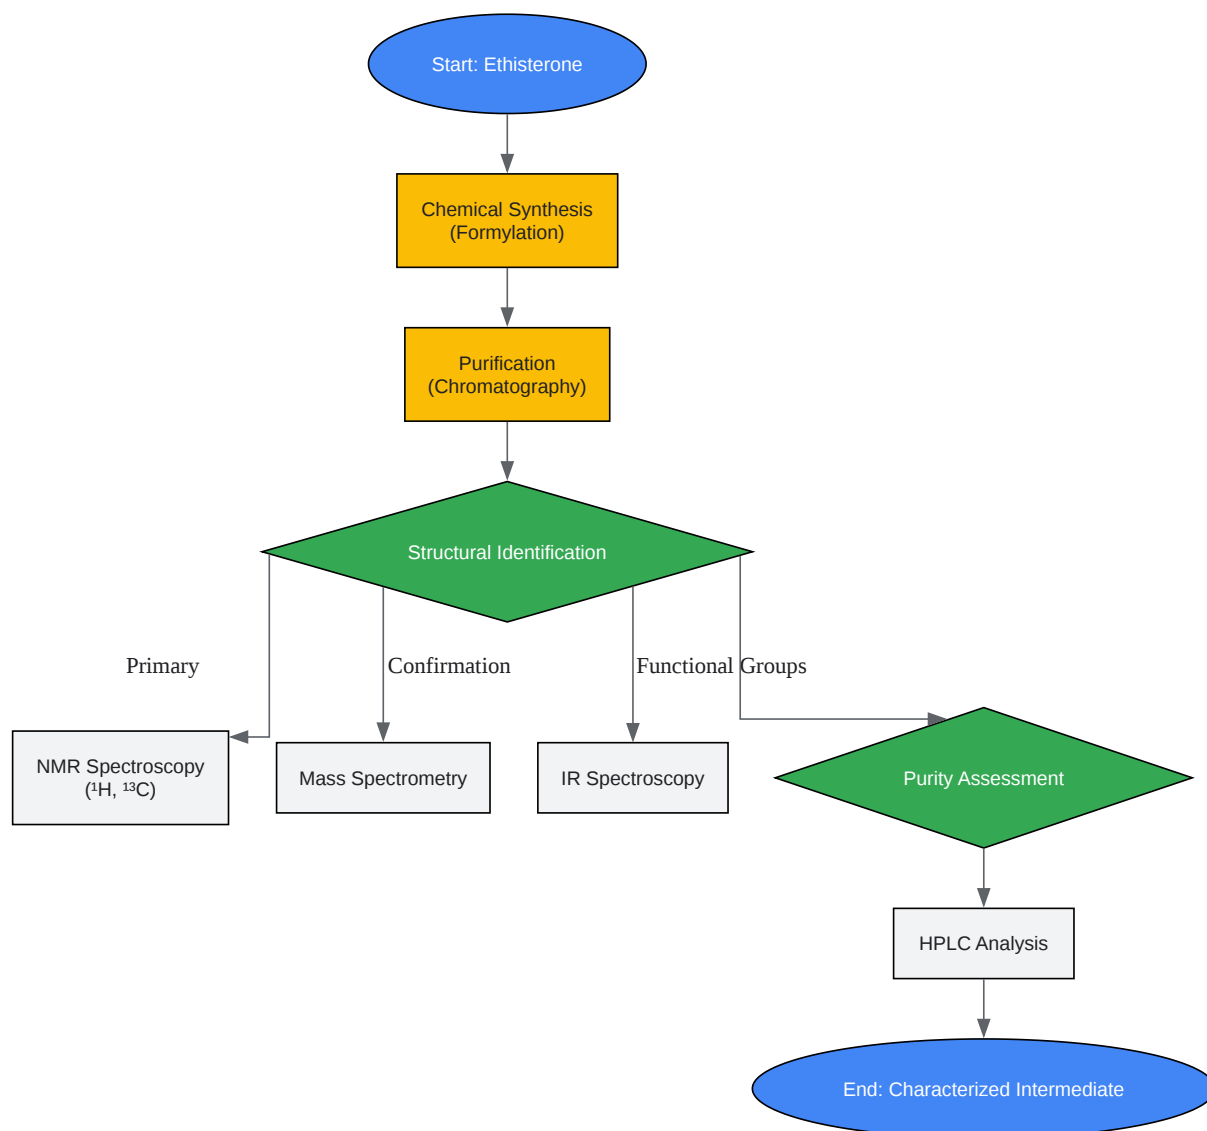 Start: Ethisterone
Chemical Synthesis
(Formylation)
Purification
(Chromatography)
Structural Identification
Primary
Confirmation
Functional Groups
NMR Spectroscopy
(¹H, ¹³C)
Mass Spectrometry
IR Spectroscopy
Purity Assessment
HPLC Analysis
End: Characterized Intermediate